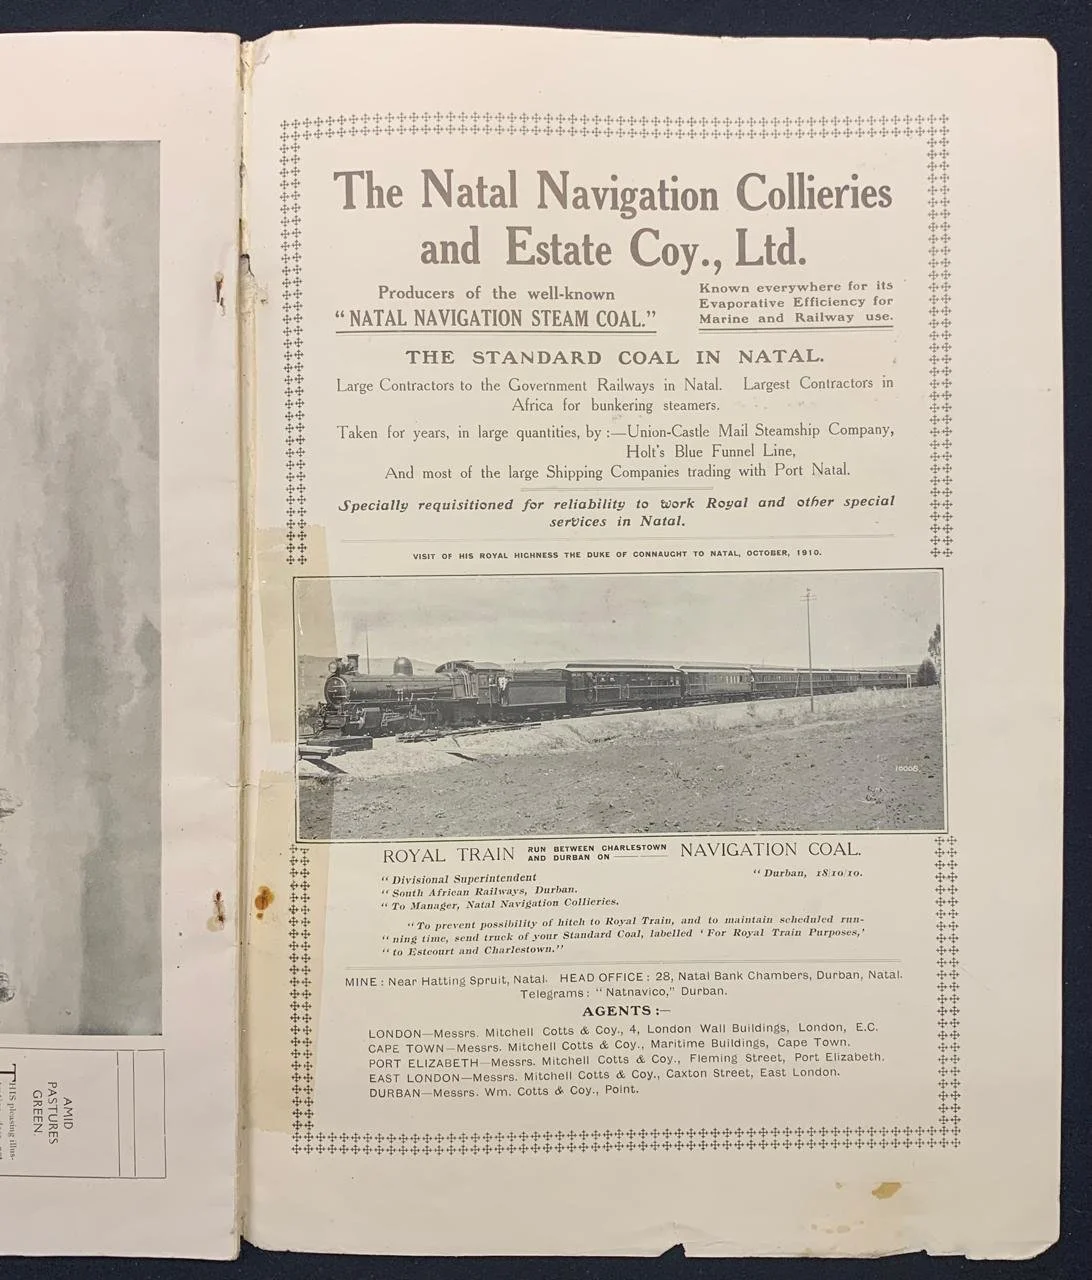 The Natal Navigation Collieries
and Estate Coy., Ltd.
Producers of the well-known
"NATAL NAVIGATION STEAM COAL."
Known everywhere for its
Evaporative Efficiency for
Marine and Railway use.
THE STANDARD COAL IN NATAL.
Large Contractors to the Government Railways in Natal. Largest Contractors in
Africa for bunkering steamers.
Taken for years, in large quantities, by :—Union-Castle Mail Steamship Company,
Holt's Blue Funnel Line,
And most of the large Shipping Companies trading with Port Natal.
Specially requisitioned for reliability to work Royal and other special
services in Natal.
VISIT OF HIS ROYAL HIGHNESS THE DUKE OF CONNAUGHT TO NATAL, OCTOBER, 1910.
10008
ROYAL TRAIN RUN BETWEEN CHARLESTOWN
AND DURBAN ON NAVIGATION COAL.
"Durban, 18/10/10.
"Divisional Superintendent
"South African Railways, Durban.
"To Manager, Natal Navigation Collieries.
"To prevent possibility of hitch to Royal Train, and to maintain scheduled run-
"ning time, send truck of your Standard Coal, labelled 'For Royal Train Purposes,'
"to Estcourt and Charlestown."
MINE : Near Hatting Spruit, Natal. HEAD OFFICE : 28, Natal Bank Chambers, Durban, Natal.
Telegrams : "Natnavico," Durban.
AGENTS :—
LONDON—Messrs. Mitchell Cotts & Coy., 4, London Wall Buildings, London, E.C.
CAPE TOWN—Messrs. Mitchell Cotts & Coy., Maritime Buildings, Cape Town.
PORT ELIZABETH—Messrs. Mitchell Cotts & Coy., Fleming Street, Port Elizabeth.
EAST LONDON—Messrs. Mitchell Cotts & Coy., Caxton Street, East London.
DURBAN—Messrs. Wm. Cotts & Coy., Point.
AMID
PASTURES
GREEN.
THIS pleasing illus-